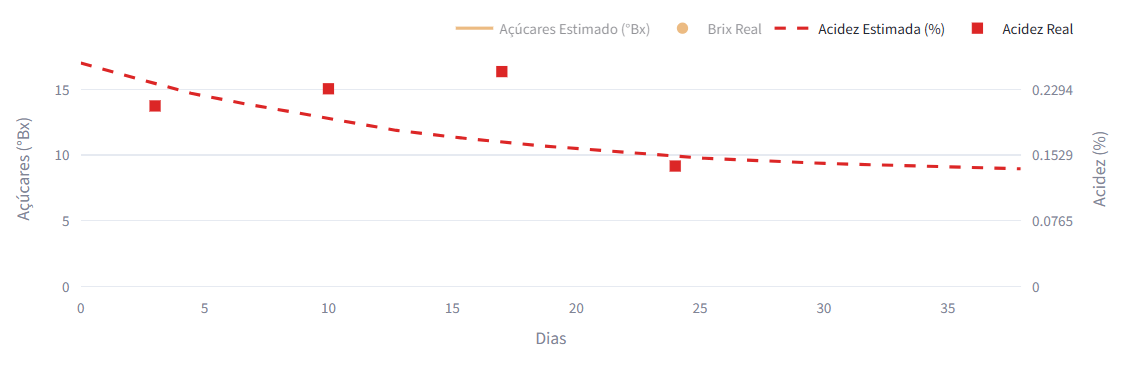 Açúcares Estimado (°Bx) Brix Real Acidez Estimada (%) Acidez Real
Açúcares (°Bx)
15
10
5
0
0.2294
0.1529
0.0765
0
Acidez (%)
0 5 10 15 20 25 30 35
Dias